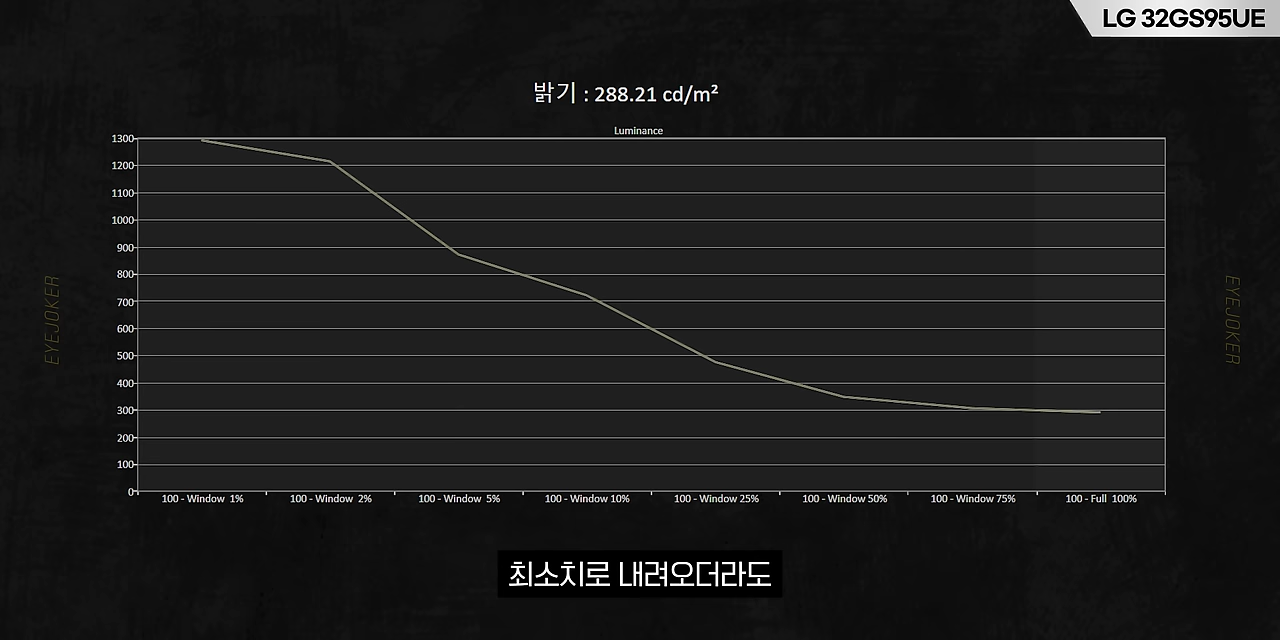 LG 32GS95UE
밝기 : 288.21 cd/m²
Luminance
1300
1200
1100
1000
900
800
700
600
500
400
300
200
100
0
100 - Window 1%
100 - Window 2%
100 - Window 5%
100 - Window 10%
100 - Window 25%
100 - Window 50%
100 - Window 75%
100 - Full 100%
EYEJOKER
EYEJOKER
최소치로 내려오더라도